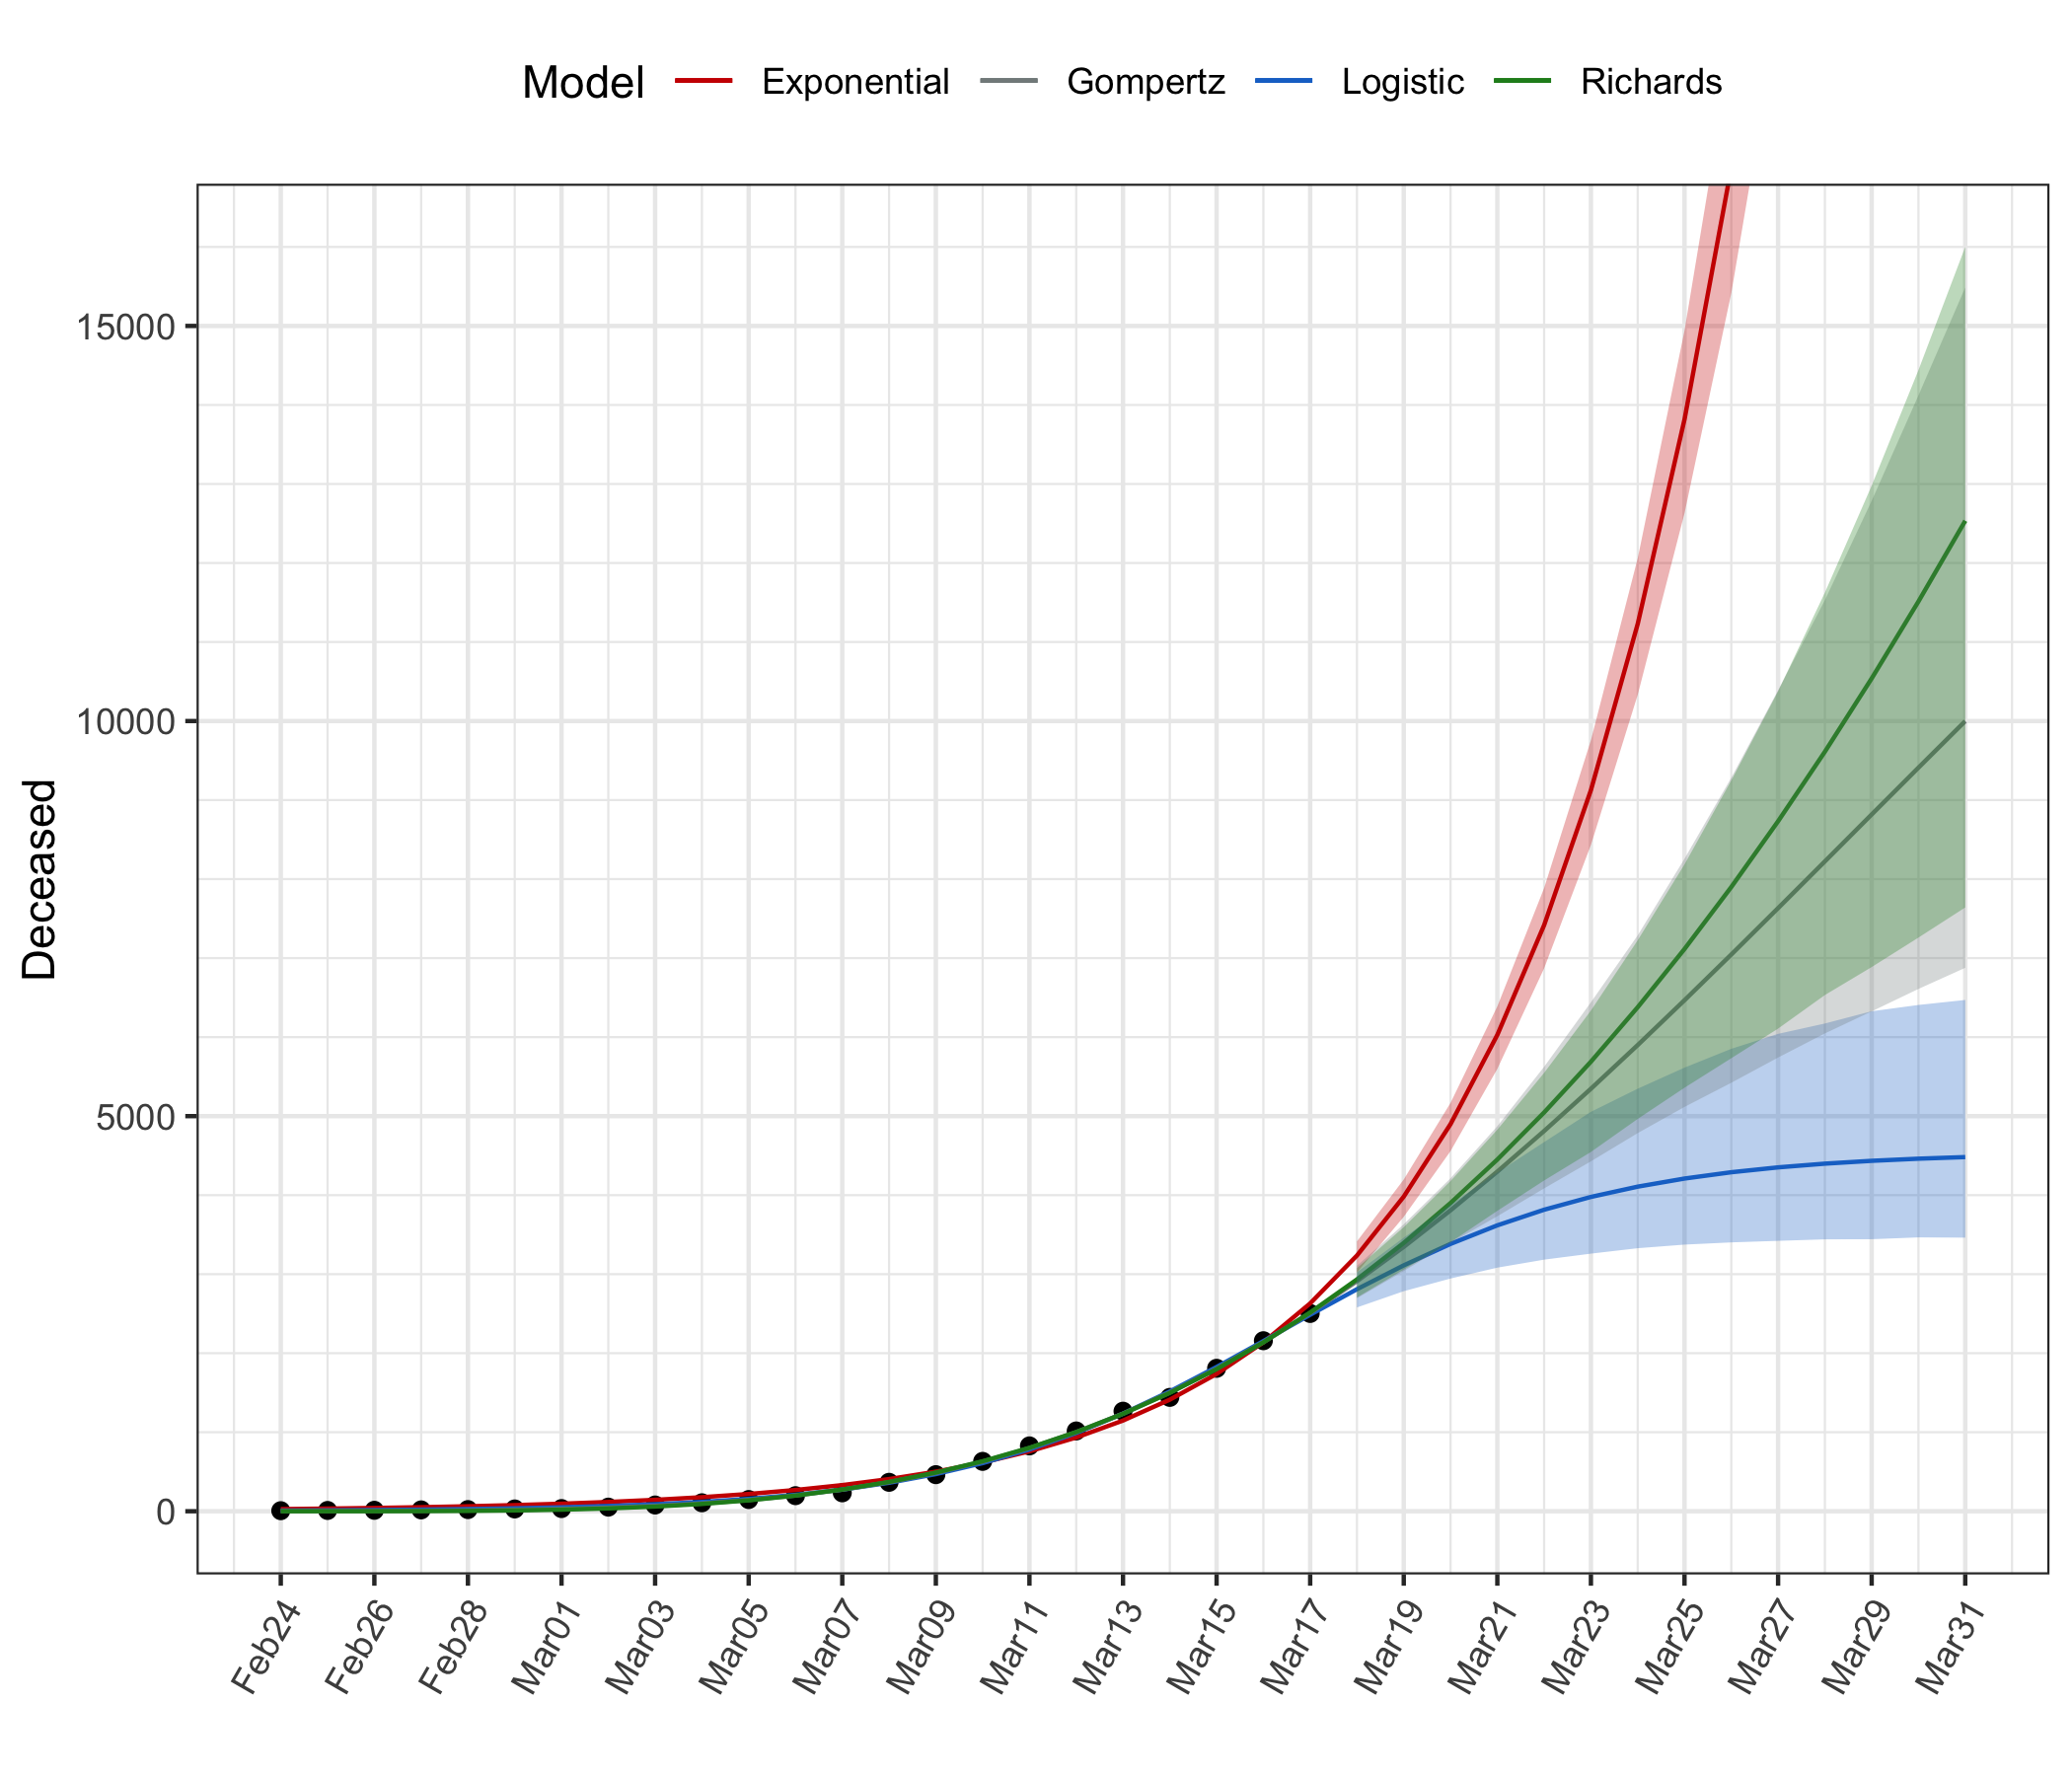 Model Exponential Gompertz Logistic Richards
15000
10000
5000
0
Deceased
Feb24 Feb26 Feb28 Mar01 Mar03 Mar05 Mar07 Mar09 Mar11 Mar13 Mar15 Mar17 Mar19 Mar21 Mar23 Mar25 Mar27 Mar29 Mar31